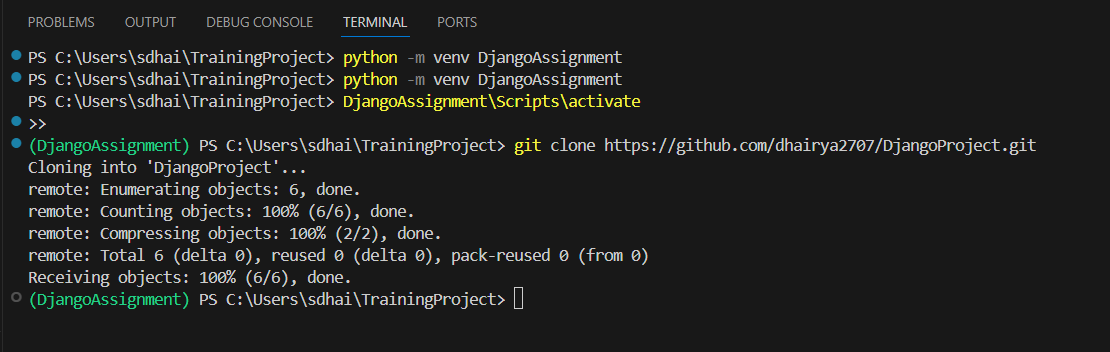 PROBLEMS OUTPUT DEBUG CONSOLE TERMINAL PORTS
PS C:\Users\sdhai\TrainingProject> python -m venv DjangoAssignment
PS C:\Users\sdhai\TrainingProject> python -m venv DjangoAssignment
PS C:\Users\sdhai\TrainingProject> DjangoAssignment\Scripts\activate
>>
(DjangoAssignment) PS C:\Users\sdhai\TrainingProject> git clone https://github.com/dhairya2707/DjangoProject.git
Cloning into 'DjangoProject'...
remote: Enumerating objects: 6, done.
remote: Counting objects: 100% (6/6), done.
remote: Compressing objects: 100% (2/2), done.
remote: Total 6 (delta 0), reused 0 (delta 0), pack-reused 0 (from 0)
Receiving objects: 100% (6/6), done.
(DjangoAssignment) PS C:\Users\sdhai\TrainingProject>